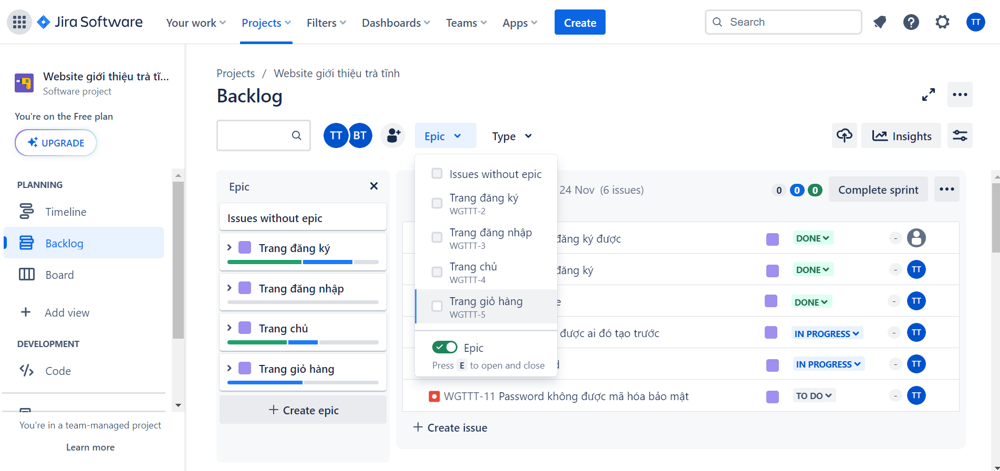 Jira Software
Your work
Projects
Filters
Dashboards
Teams
Apps
Create
Search
TT
Website giới thiệu trà tĩ...
Software project
You're on the Free plan
UPGRADE
PLANNING
Timeline
Backlog
Board
Add view
DEVELOPMENT
Code
You're in a team-managed project
Learn more
Projects / Website giới thiệu trà tĩnh
Backlog
TT BT
Epic
Type
Insights
Epic
Issues without epic
Trang đăng ký
Trang đăng nhập
Trang chủ
Trang giỏ hàng
+ Create epic
Issues without epic
Trang đăng ký
WGTTT-2
Trang đăng nhập
WGTTT-3
Trang chủ
WGTTT-4
Trang giỏ hàng
WGTTT-5
Epic
Press E to open and close
24 Nov (6 issues)
0 0 0
Complete sprint
đăng ký được DONE -
đăng ký DONE - TT
e DONE - TT
được ai đó tạo trước IN PROGRESS - TT
d IN PROGRESS - TT
WGTTT-11 Password không được mã hóa bảo mật TO DO - TT
+ Create issue